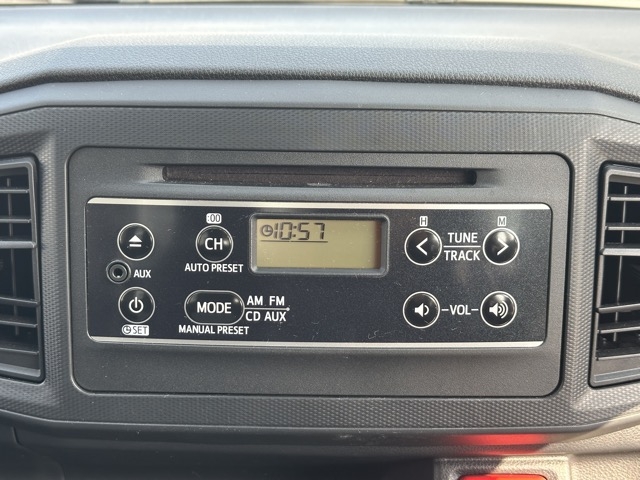 :00
H
M
CH
10:57
TUNE
TRACK
AUX
AUTO PRESET
MODE
AM FM
CD AUX
VOL
SET
MANUAL PRESET